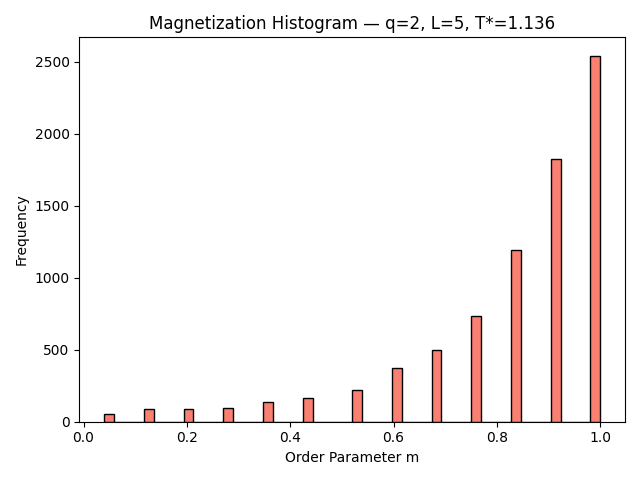 Magnetization Histogram — q=2, L=5, T*=1.136
Frequency
2500
2000
1500
1000
500
0
0.0 0.2 0.4 0.6 0.8 1.0
Order Parameter m